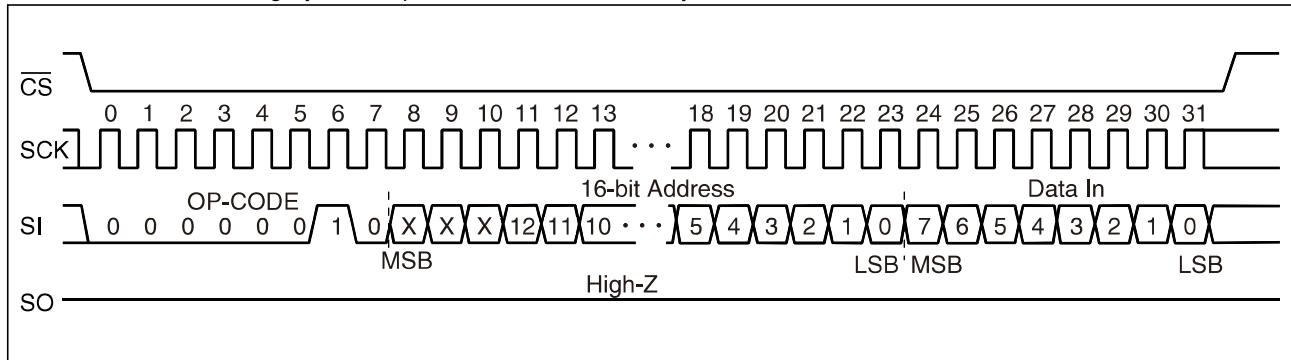 CS
0 1 2 3 4 5 6 7 8 9 10 11 12 13 18 19 20 21 22 23 24 25 26 27 28 29 30 31
SCK
···
OP-CODE 16-bit Address Data In
SI 0 0 0 0 0 0 1 0 X X X 12 11 10 ··· 5 4 3 2 1 0 7 6 5 4 3 2 1 0
MSB LSB MSB LSB
High-Z
SO